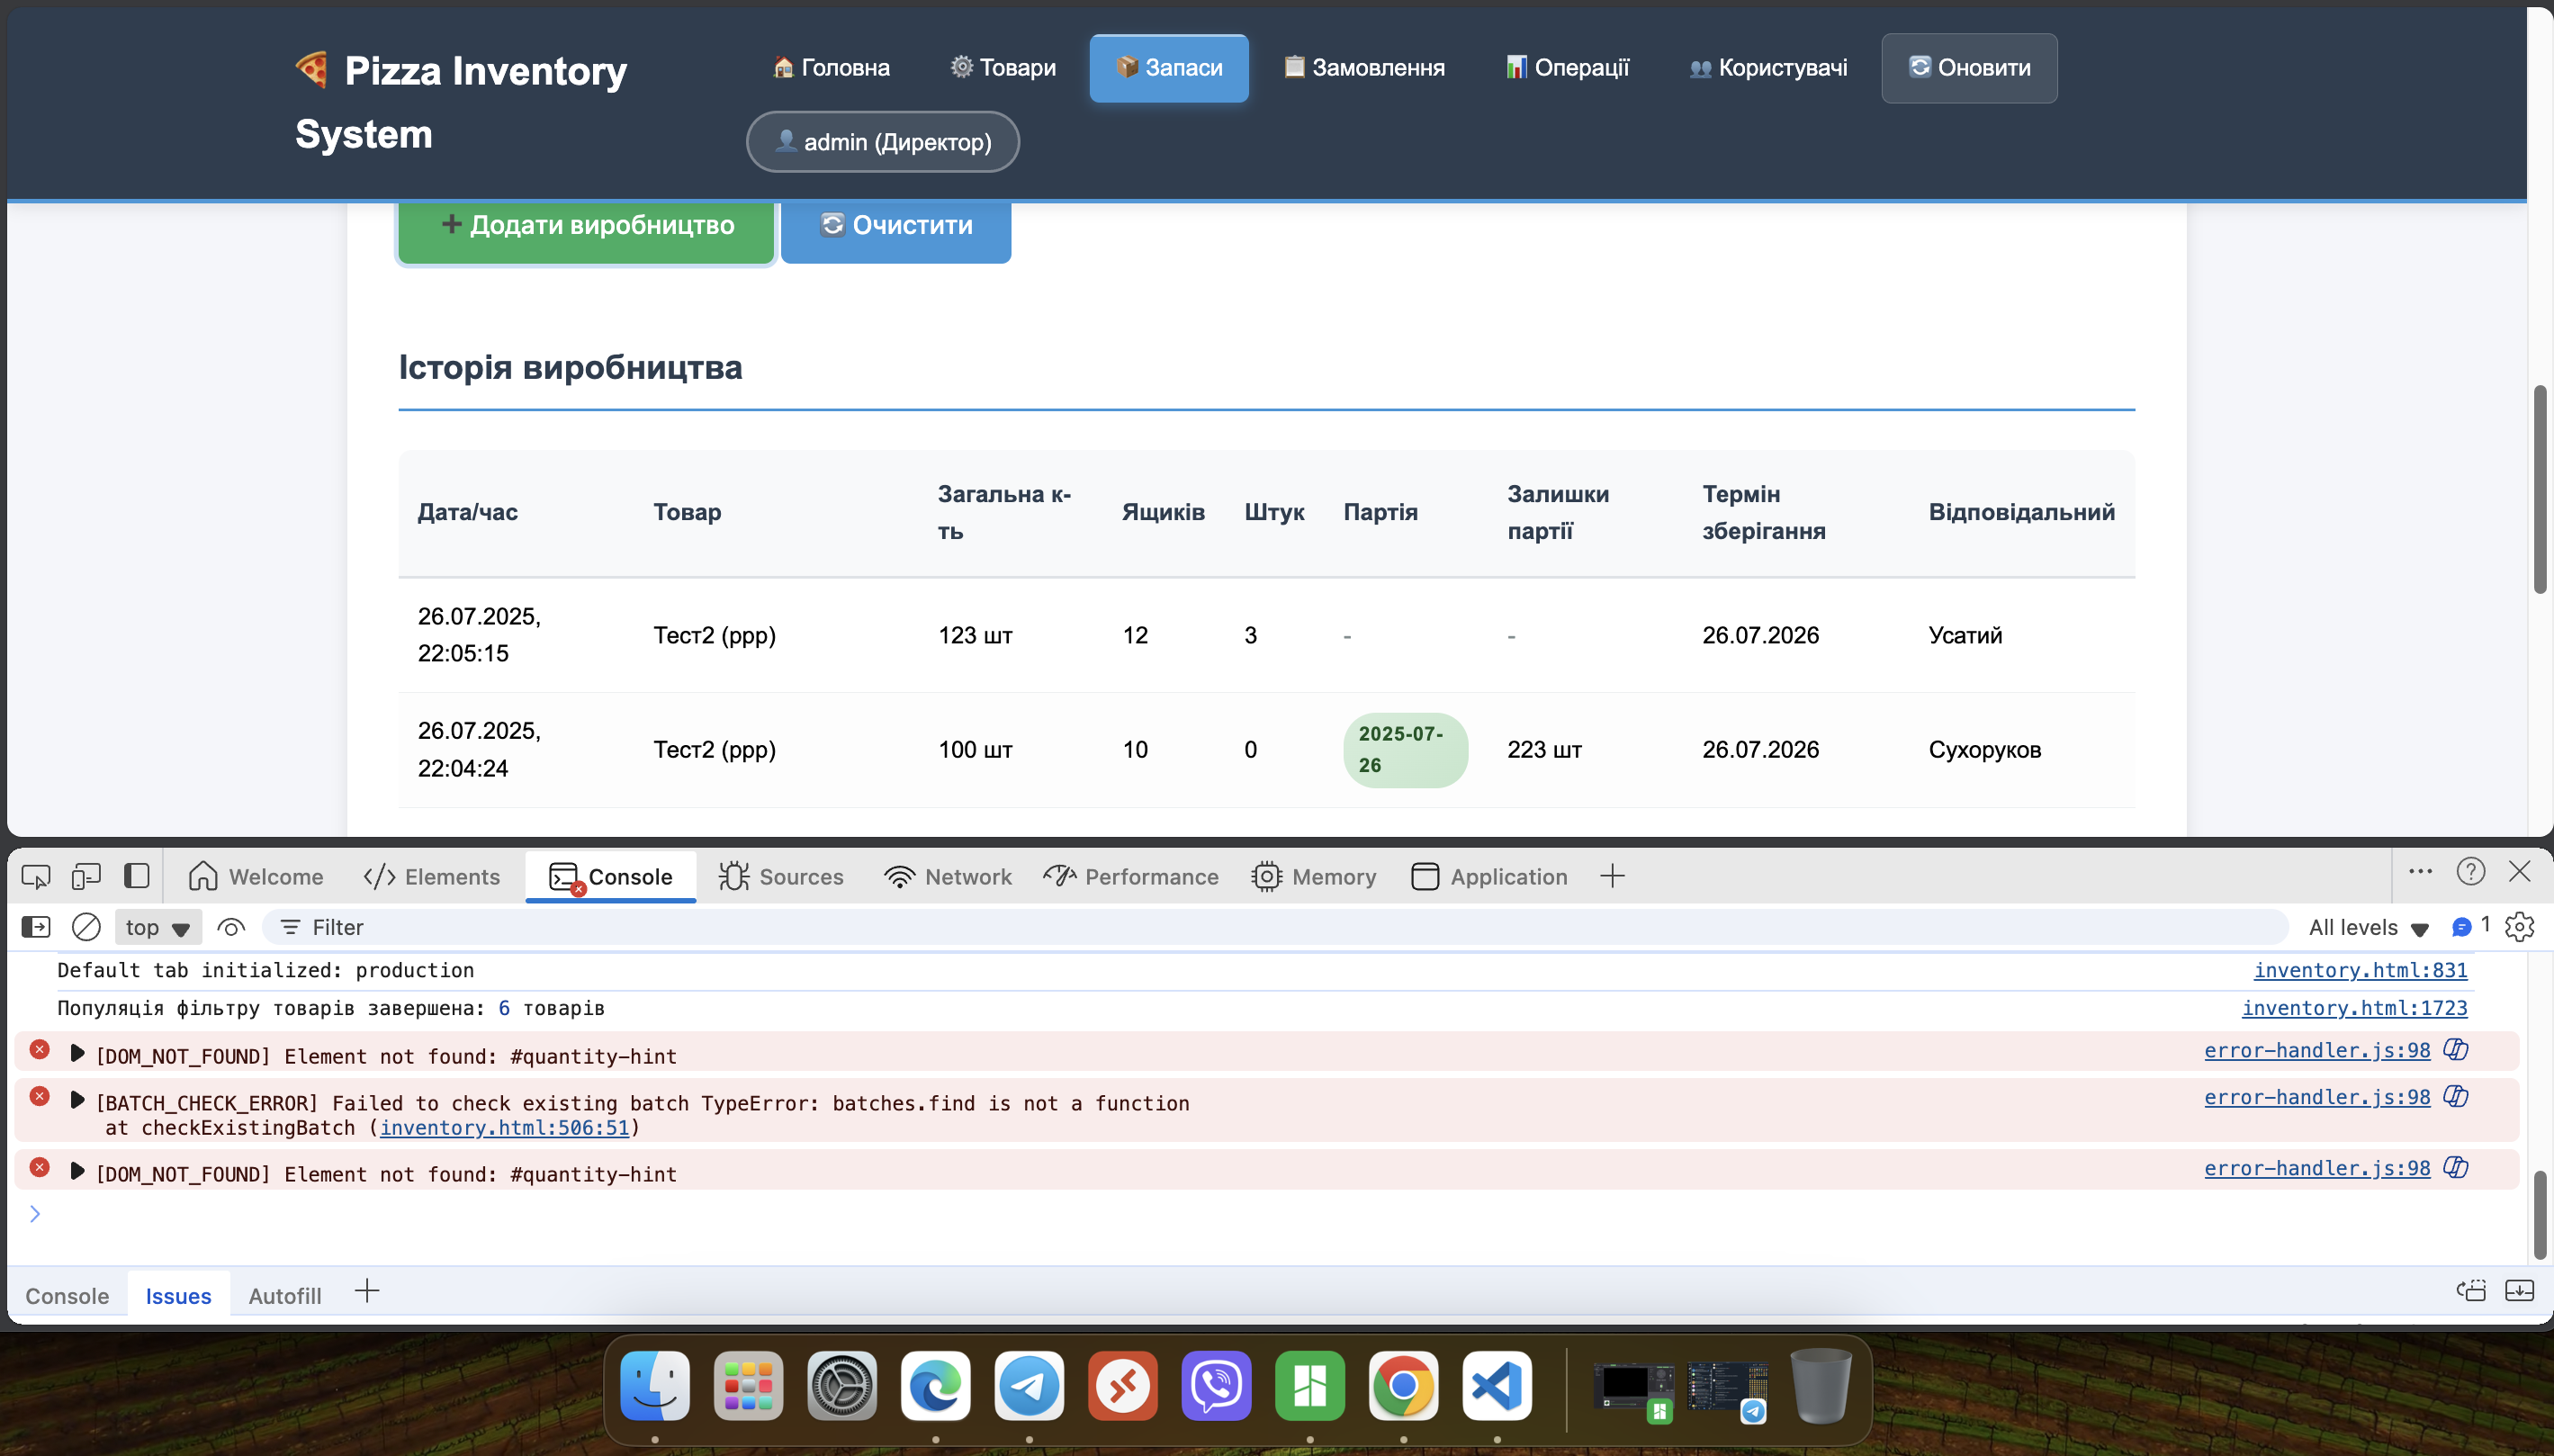 🍕 Pizza Inventory
System
🏠 Головна
⚙️ Товари
📦 Запаси
📋 Замовлення
📊 Операції
👥 Користувачі
🔄 Оновити
👤 admin (Директор)
➕ Додати виробництво
🔄 Очистити
Історія виробництва
Дата/час
Товар
Загальна к-
ть
Ящиків
Штук
Партія
Залишки
партії
Термін
зберігання
Відповідальний
26.07.2025,
22:05:15
Тест2 (ррр)
123 шт
12
3
-
-
26.07.2026
Усатий
26.07.2025,
22:04:24
Тест2 (ррр)
100 шт
10
0
2025-07-
26
223 шт
26.07.2026
Сухоруков
Welcome
Elements
Console
Sources
Network
Performance
Memory
Application
top
Filter
All levels
1
Default tab initialized: production
inventory.html:831
Популяція фільтру товарів завершена: 6 товарів
inventory.html:1723
[DOM_NOT_FOUND] Element not found: #quantity-hint
error-handler.js:98
[BATCH_CHECK_ERROR] Failed to check existing batch TypeError: batches.find is not a function
at checkExistingBatch (inventory.html:506:51)
error-handler.js:98
[DOM_NOT_FOUND] Element not found: #quantity-hint
error-handler.js:98
Console
Issues
Autofill